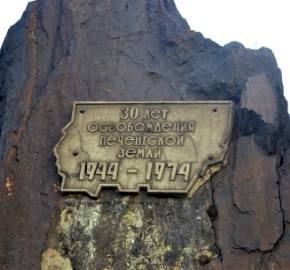 30 ЛЕТ
ОСВОБОЖДЕНИЯ
ПЕЧЕНГСКОЙ
ЗЕМЛИ
1944 - 1974